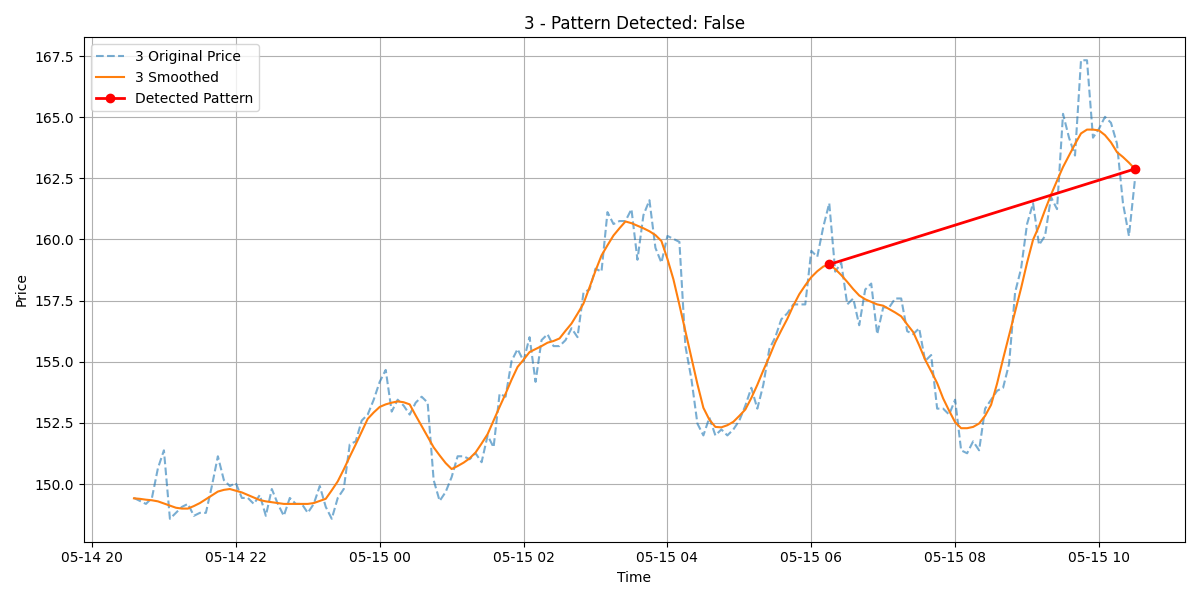 3 - Pattern Detected: False
3 Original Price
3 Smoothed
Detected Pattern
Price
167.5
165.0
162.5
160.0
157.5
155.0
152.5
150.0
05-14 20
05-14 22
05-15 00
05-15 02
05-15 04
05-15 06
05-15 08
05-15 10
Time